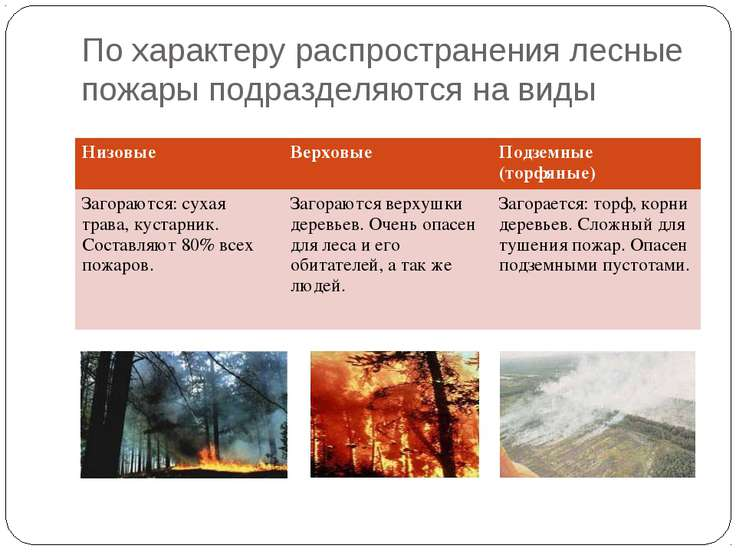 По характеру распространения лесные
пожары подразделяются на виды
Низовые
Верховые
Подземные
(торфяные)
Загораются: сухая
трава, кустарник.
Составляют 80% всех
пожаров.
Загораются верхушки
деревьев. Очень опасен
для леса и его
обитателей, а так же
людей.
Загорается: торф, корни
деревьев. Сложный для
тушения пожар. Опасен
подземными пустотами.